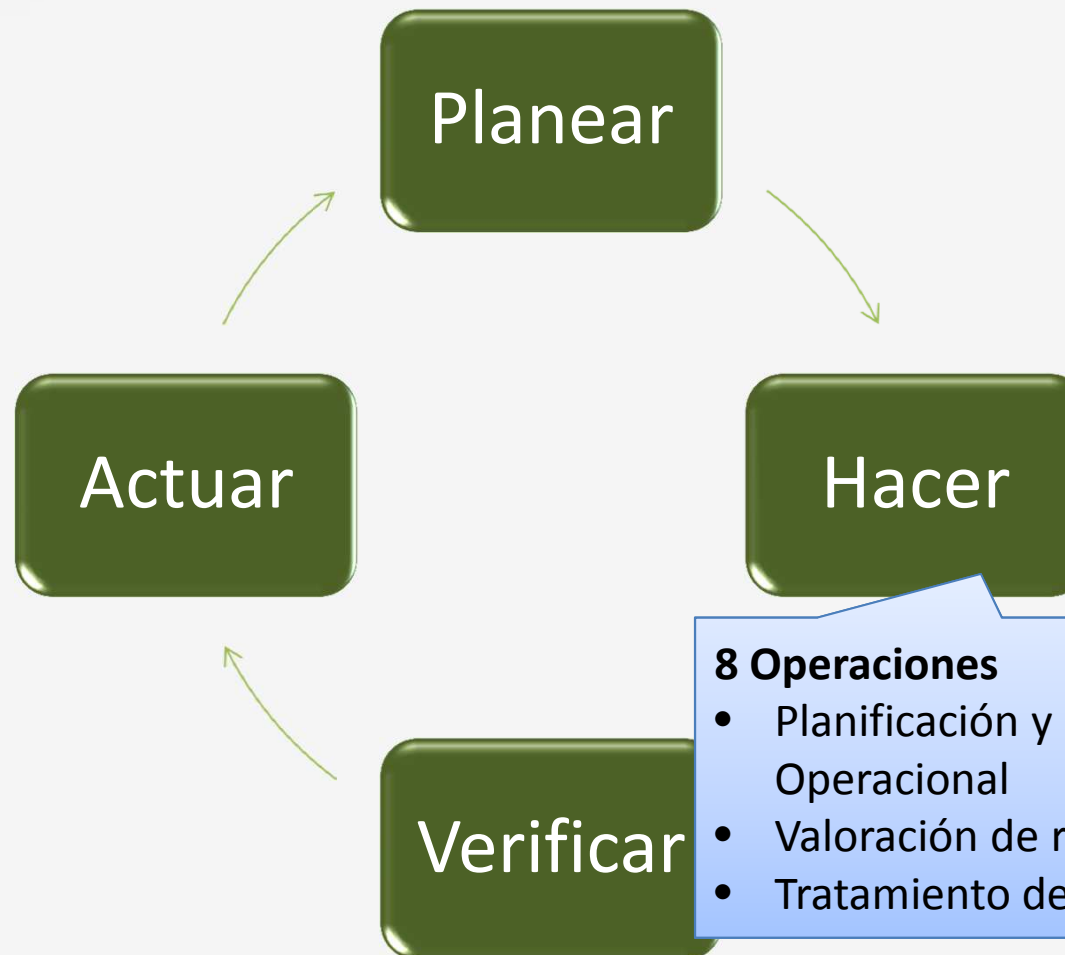 Planear
Actuar
Hacer
8 Operaciones
• Planificación y
Operacional
• Valoración de
• Tratamiento de
Verificar